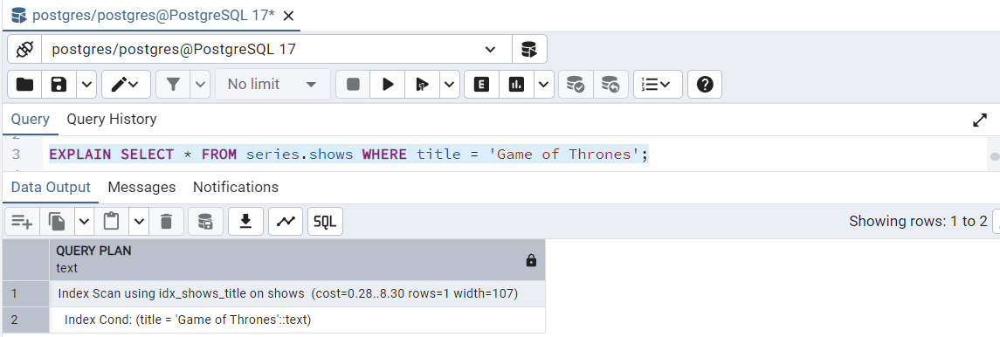 postgres/postgres@PostgreSQL 17*
postgres/postgres@PostgreSQL 17
No limit
E
Query Query History
3 EXPLAIN SELECT * FROM series.shows WHERE title = 'Game of Thrones';
Data Output Messages Notifications
SQL
Showing rows: 1 to 2
QUERY PLAN
text
1 Index Scan using idx_shows_title on shows (cost=0.28..8.30 rows=1 width=107)
2 Index Cond: (title = 'Game of Thrones'::text)